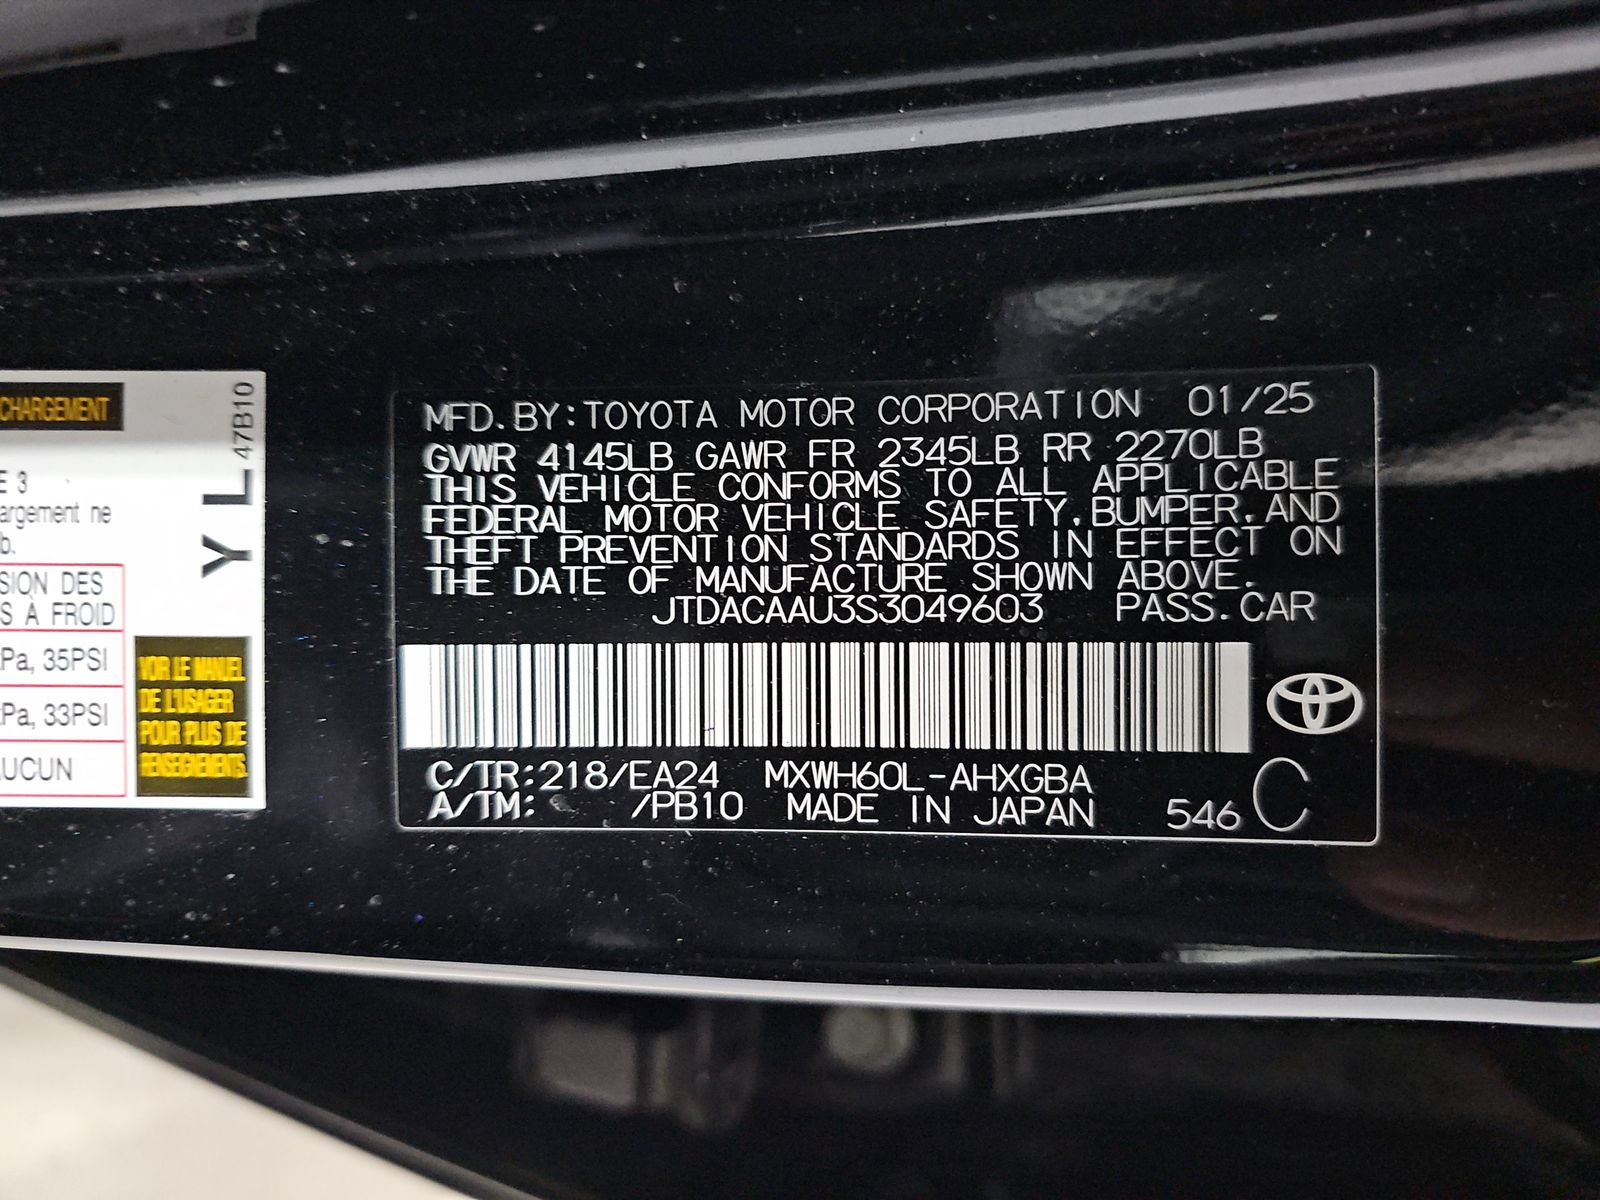 CHARGEMENT
47B10
YL
E 3
argement ne
b.
SION DES
S À FROID
Pa, 35PSI
Pa, 33PSI
AUCUN
VOIR LE MANUEL
DE L'USAGER
POUR PLUS DE
RENSEIGNEMENTS.
MFD. BY: TOYOTA MOTOR CORPORATION 01/25
GVWR 4145LB GAWR FR 2345LB RR 2270LB
THIS VEHICLE CONFORMS TO ALL APPLICABLE
FEDERAL MOTOR VEHICLE SAFETY, BUMPER, AND
THEFT PREVENTION STANDARDS IN EFFECT ON
THE DATE OF MANUFACTURE SHOWN ABOVE.
JTDACAAU3S3049603 PASS. CAR
C/TR: 218/EA24 MXWH60L-AHXGBA
A/TM: /PB10 MADE IN JAPAN 546 C